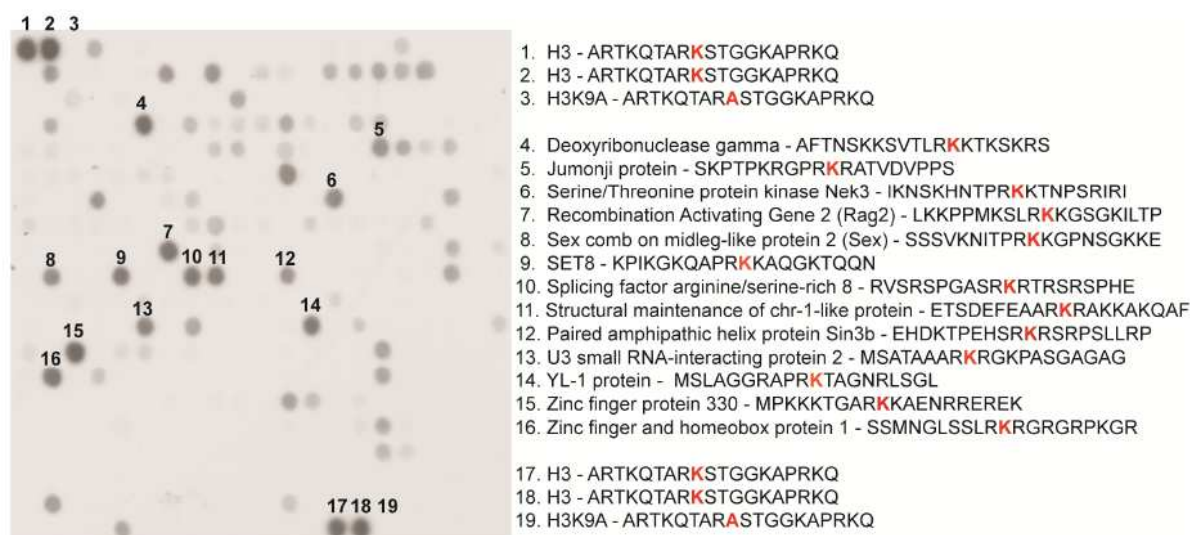 1 2 3
4
5
6
7
8 9 10 11 12
13 14
15
16
17 18 19
1. H3 - ARTKQTARKSTGGKAPRKQ
2. H3 - ARTKQTARKSTGGKAPRKQ
3. H3K9A - ARTKQTARASTGGKAPRKQ
4. Deoxyribonuclease gamma - AFTNSKKSVTLRKKTKSKRS
5. Jumonji protein - SKPTPKRGPRKRATVDVPPS
6. Serine/Threonine protein kinase Nek3 - IKNSKHNTPRKKTNPSRIRI
7. Recombination Activating Gene 2 (Rag2) - LKKPPMKSLRKKGSGKILTP
8. Sex comb on midleg-like protein 2 (Sex) - SSSVKNITPRKKGPNSGKKE
9. SET8 - KPIKGKQAPRKKAQGKTQQN
10. Splicing factor arginine/serine-rich 8 - RVSRSPGASRKRTRSRSPHE
11. Structural maintenance of chr-1-like protein - ETSDEFEAARKRAKKAKQAF
12. Paired amphipathic helix protein Sin3b - EHDKTPEHSRKRSRPSLLRP
13. U3 small RNA-interacting protein 2 - MSATAAARKRGKPASGAGAG
14. YL-1 protein - MSLAGGRAPRKTAGNRLSGL
15. Zinc finger protein 330 - MPKKKTGARKKAENRREREK
16. Zinc finger and homeobox protein 1 - SSMNGLSSLRKRGRGRPKGR
17. H3 - ARTKQTARKSTGGKAPRKQ
18. H3 - ARTKQTARKSTGGKAPRKQ
19. H3K9A - ARTKQTARASTGGKAPRKQ